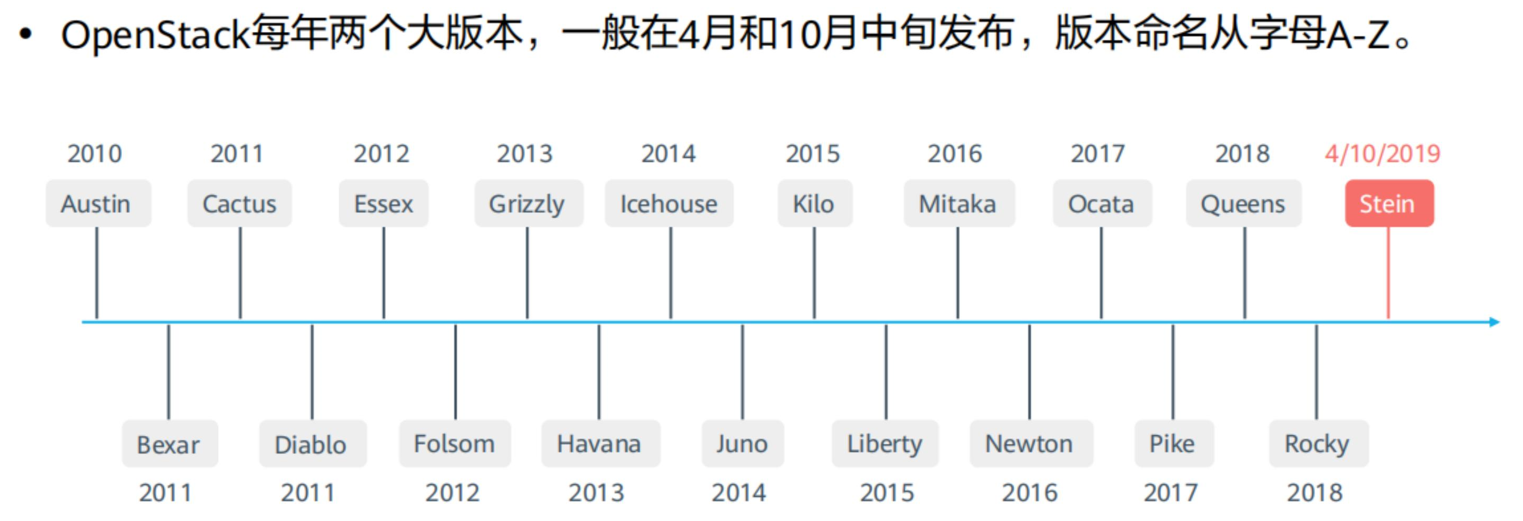 • OpenStack每年两个大版本，一般在4月和10月中旬发布，版本命名从字母A-Z。
2010 2011 2012 2013 2014 2015 2016 2017 2018 4/10/2019
Austin Cactus Essex Grizzly Icehouse Kilo Mitaka Ocata Queens Stein
Bexar Diablo Folsom Havana Juno Liberty Newton Pike Rocky
2011 2011 2012 2013 2014 2015 2016 2017 2018